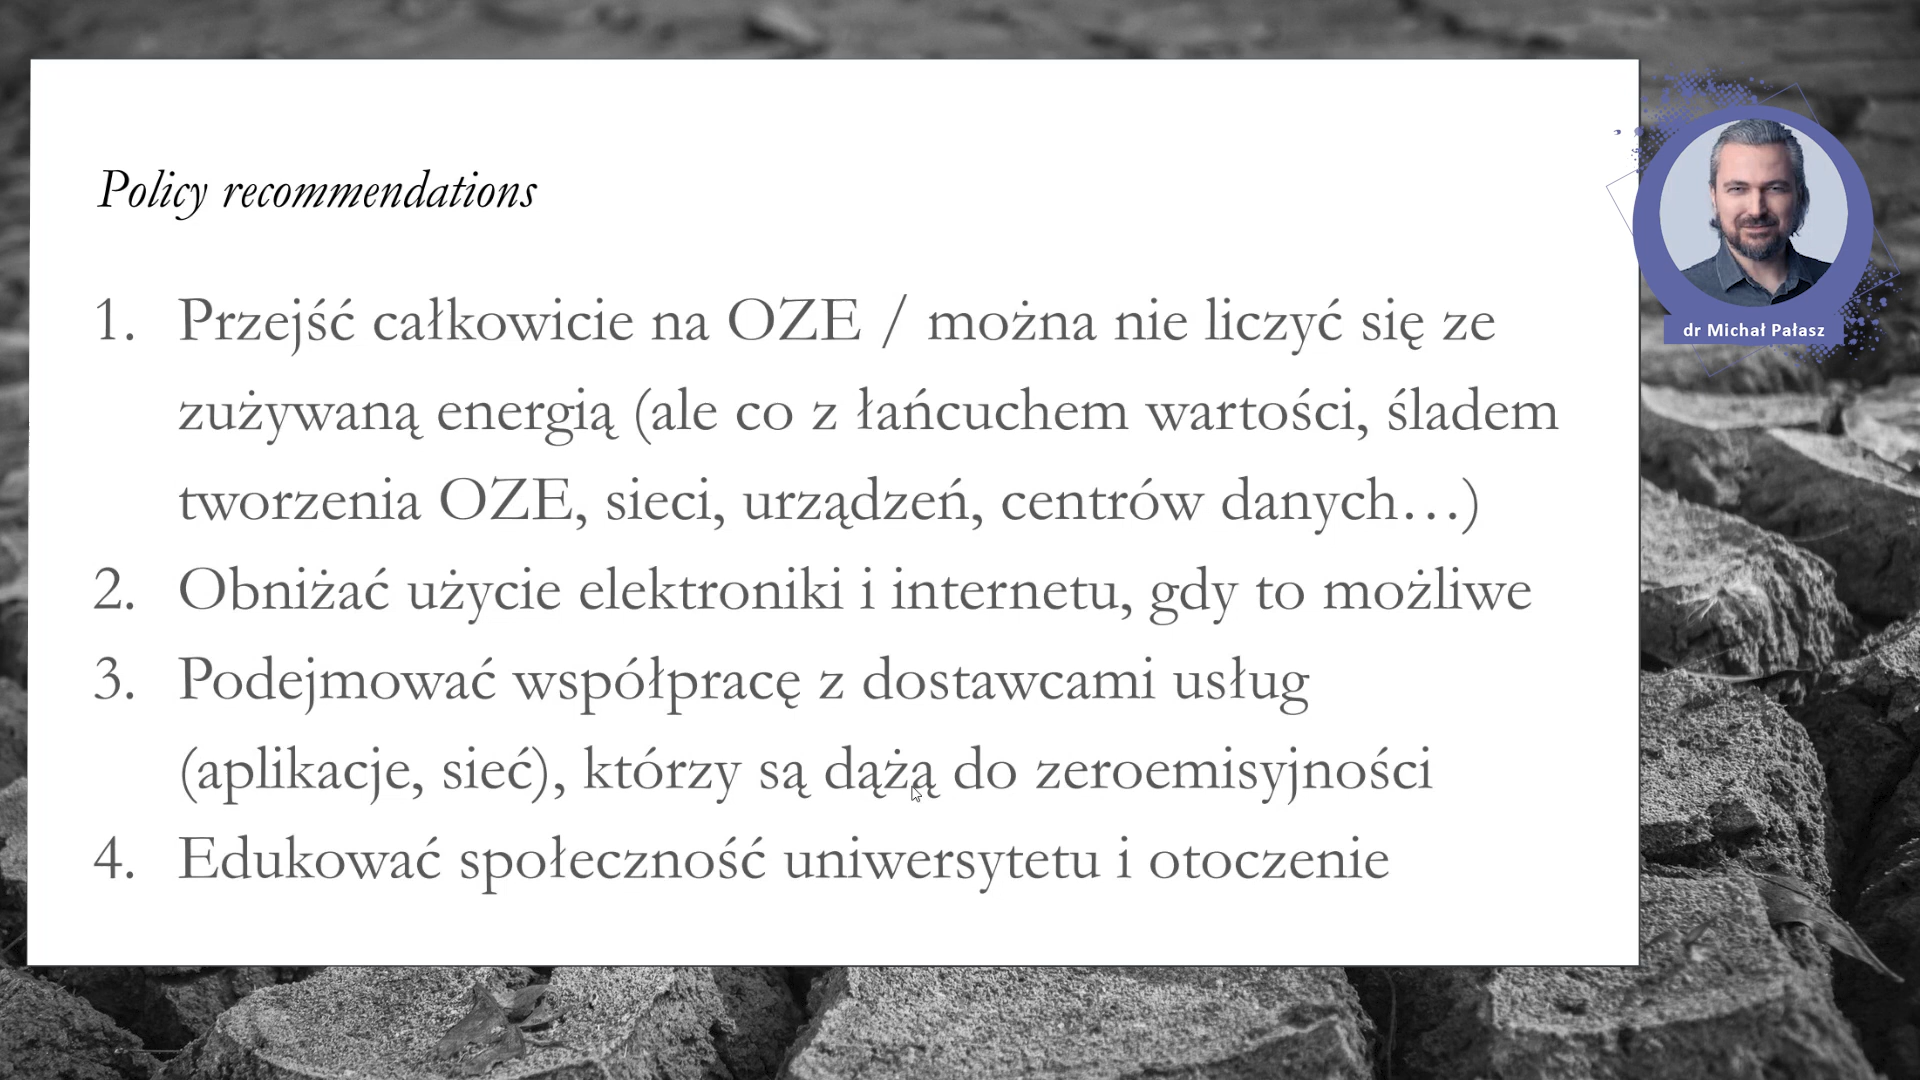 Policy recommendations
1. Przejść całkowicie na OZE / można nie liczyć się ze
zużywaną energią (ale co z łańcuchem wartości, śladem
tworzenia OZE, sieci, urządzeń, centrów danych…)
2. Obniżać użycie elektroniki i internetu, gdy to możliwe
3. Podejmować współpracę z dostawcami usług
(aplikacje, sieć), którzy są dążą do zeroemisyjności
4. Edukować społeczność uniwersytetu i otoczenie
dr Michał Pałasz